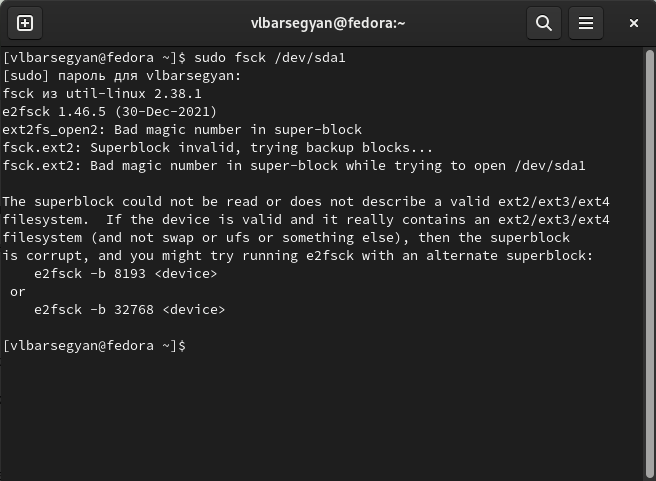 vlbarsegyan@fedora:~
[vlbarsegyan@fedora ~]$ sudo fsck /dev/sda1
[sudo] пароль для vlbarsegyan:
fsck из util-linux 2.38.1
e2fsck 1.46.5 (30-Dec-2021)
ext2fs_open2: Bad magic number in super-block
fsck.ext2: Superblock invalid, trying backup blocks...
fsck.ext2: Bad magic number in super-block while trying to open /dev/sda1
The superblock could not be read or does not describe a valid ext2/ext3/ext4
filesystem.  If the device is valid and it really contains an ext2/ext3/ext4
filesystem (and not swap or ufs or something else), then the superblock
is corrupt, and you might try running e2fsck with an alternate superblock:
    e2fsck -b 8193 <device>
 or
    e2fsck -b 32768 <device>
[vlbarsegyan@fedora ~]$